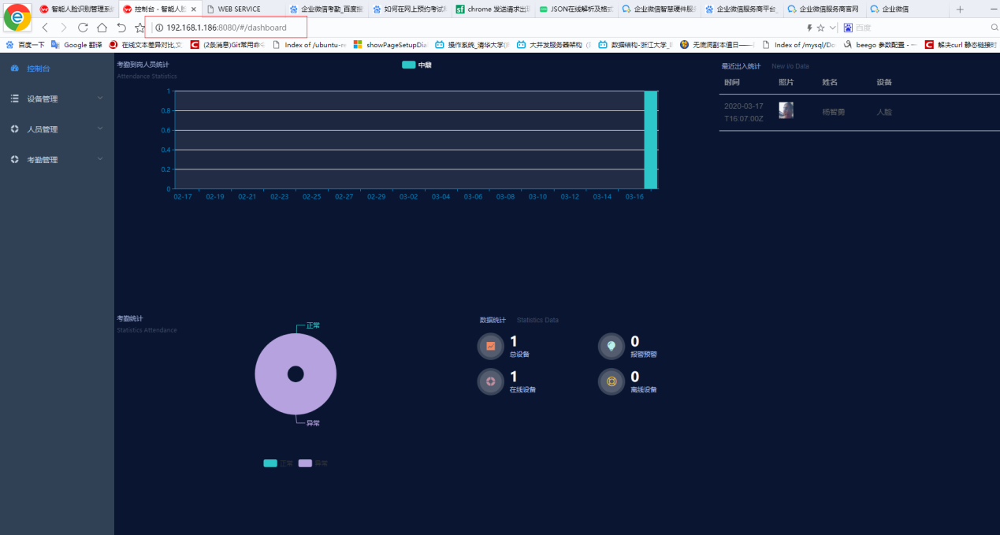 智能人脸识别管理系
控制台 - 智能人脸
WEB SERVICE
企业微信考勤_百度搜
如何在网上预约考试
chrome 发送请求出现
JSON在线解析及格式
企业微信智慧硬件服
企业微信服务商平台_
企业微信服务商官网
企业微信
192.168.1.186:8080/#/dashboard
百度
百度一下
Google 翻译
在线文本差异对比,文
(2条消息)Git常用命
Index of /ubuntu-re
showPageSetupDia
操作系统_清华大学(
大并发服务器架构
数据结构-浙江大学_
无底洞副本值日——
Index of /mysql/Do
beego 参数配置 - —
解决curl 静态链接时
控制台
设备管理
人员管理
考勤管理
考勤到岗人员统计
Attendance Statistics
中鼎
1
0.8
0.6
0.4
0.2
0
02-17 02-19 02-21 02-23 02-25 02-27 02-29 03-02 03-04 03-06 03-08 03-10 03-12 03-14 03-16
最近出入统计 New i/o Data
时间 照片 姓名 设备
2020-03-17
T16:07:00Z
杨智勇 人脸
考勤统计
Statistics Attendance
正常
异常
正常 异常
数据统计 Statistics Data
1
总设备
0
报警预警
1
在线设备
0
离线设备